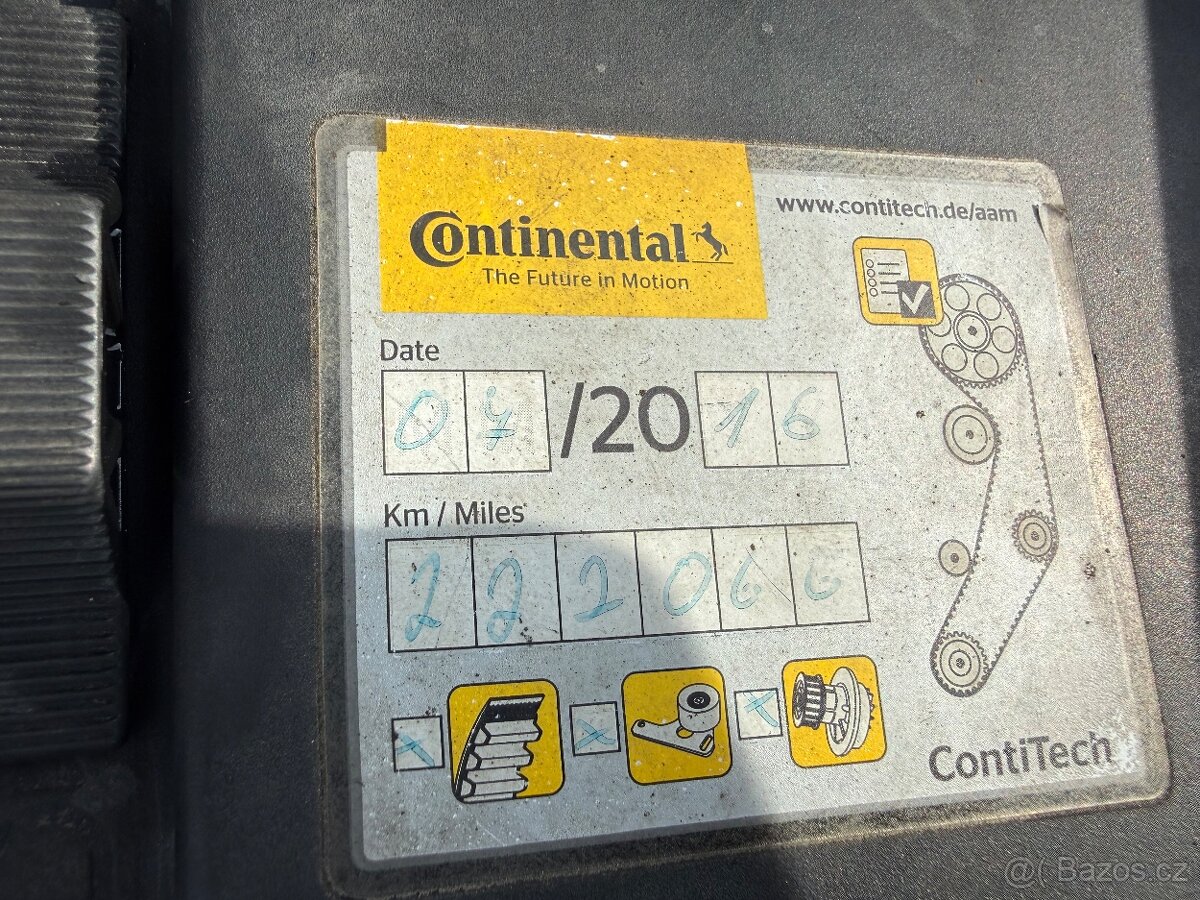 Continental
The Future in Motion
www.contitech.de/aam
Date
07/2016
Km / Miles
222066
x x x
ContiTech
@( Bazos.cz